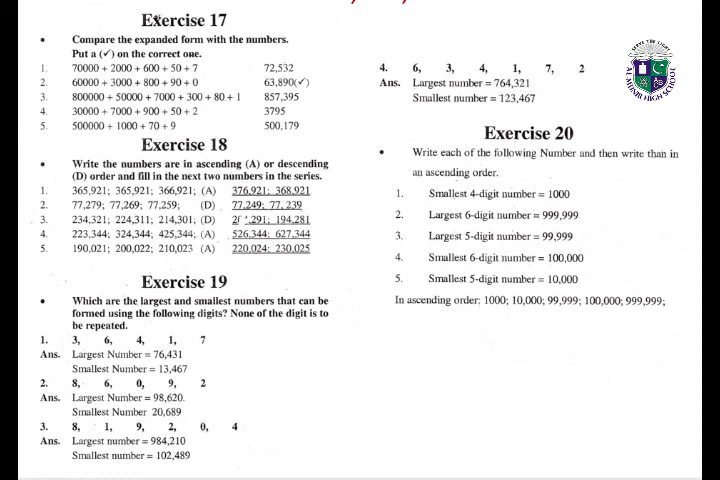 Exercise 17
• Compare the expanded form with the numbers.
Put a (✓) on the correct one.
1. 70000 + 2000 + 600 + 50 + 7 72,532
2. 60000 + 3000 + 800 + 90 + 0 63,890(✓)
3. 800000 + 50000 + 7000 + 300 + 80 + 1 857,395
4. 30000 + 7000 + 900 + 50 + 2 3795
5. 500000 + 1000 + 70 + 9 500,179
Exercise 18
• Write the numbers are in ascending (A) or descending
(D) order and fill in the next two numbers in the series.
1. 365,921; 365,921; 366,921; (A) 376,921; 368,921
2. 77,279; 77,269; 77,259; (D) 77,249; 77, 239
3. 234,321; 224,311; 214,301; (D) ,291; 194,281
4. 223,344; 324,344; 425,344; (A) 526,344; 627,344
5. 190,021; 200,022; 210,023 (A) 220,024; 230,025
Exercise 19
• Which are the largest and smallest numbers that can be
formed using the following digits? None of the digit is to
be repeated.
1. 3, 6, 4, 1, 7
Ans. Largest Number = 76,431
Smallest Number = 13,467
2. 8, 6, 0, 9, 2
Ans. Largest Number = 98,620.
Smallest Number 20,689
3. 8, 1, 9, 2, 0, 4
Ans. Largest number = 984,210
Smallest number = 102,489
4. 6, 3, 4, 1, 7, 2
Ans. Largest number = 764,321
Smallest number = 123,467
Exercise 20
• Write each of the following Number and then write than in
an ascending order.
1. Smallest 4-digit number = 1000
2. Largest 6-digit number = 999,999
3. Largest 5-digit number = 99,999
4. Smallest 6-digit number = 100,000
5. Smallest 5-digit number = 10,000
In ascending order: 1000; 10,000; 99,999; 100,000; 999,999;
SERVE THE LIGHT
AL-MUNIR HIGH SCHOOL